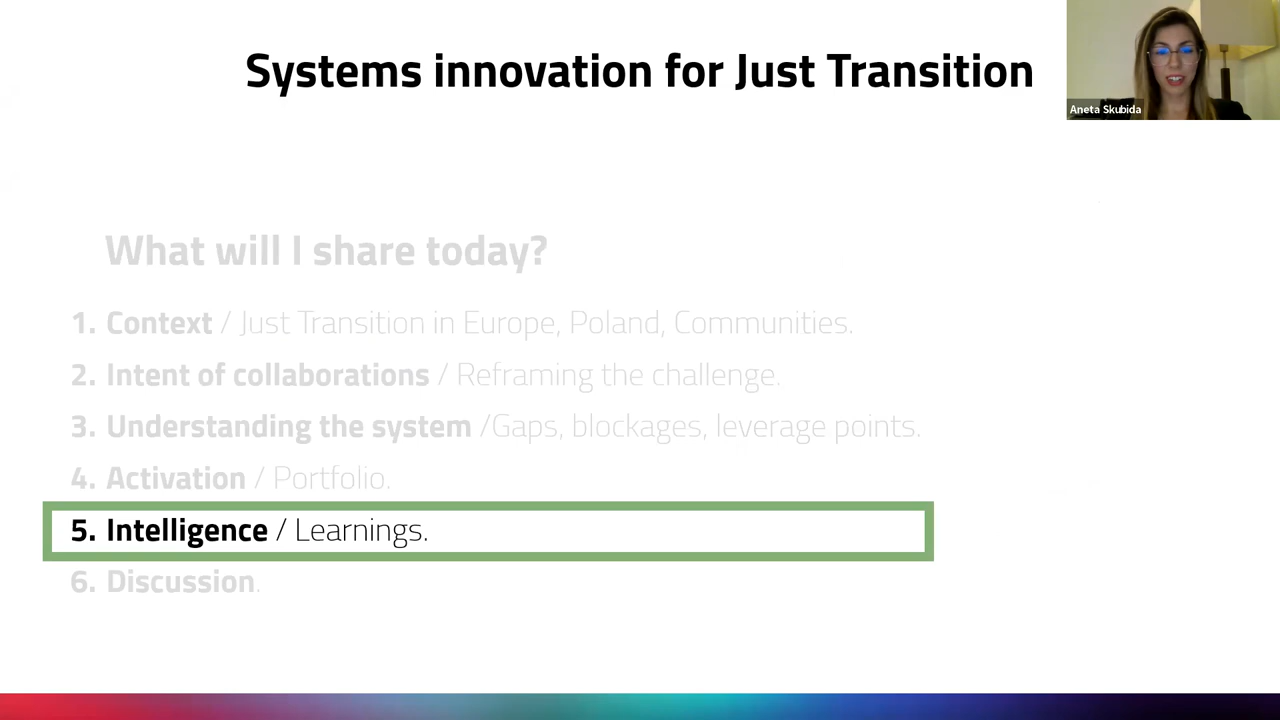 Systems innovation for Just Transition
Aneta Skubida
What will I share today?
1. Context / Just Transition in Europe, Poland, Communities.
2. Intent of collaborations / Reframing the challenge.
3. Understanding the system /Gaps, blockages, leverage points.
4. Activation / Portfolio.
5. Intelligence / Learnings.
6. Discussion.